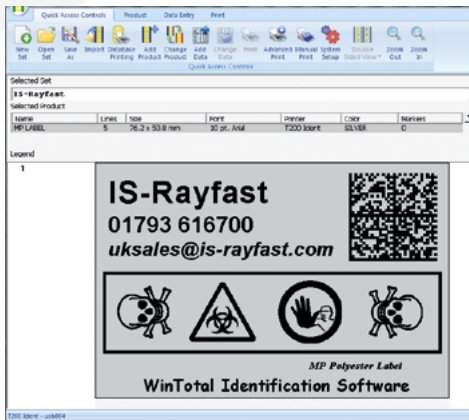 Quick Access Controls Product Data Entry Print
New Set
Open Set
Save As
Import
Database Printing
Add Product
Change Product
Add Data
Change Data
Print
Advanced Print
Manual Print
System Setup
Double Sided View
Zoom Out
Zoom In
Quick Access Controls
Selected Set
IS-Rayfast
Selected Product
Name Lines Size Font Printer Color Markers
MP LABEL 5 76.2 x 50.8 mm 10 pt. Arial T200 Ident SILVER 0
Legend
1
IS-Rayfast
01793 616700
uksales@is-rayfast.com
MP Polyester Label
WinTotal Identification Software
T200 Ident - usb004